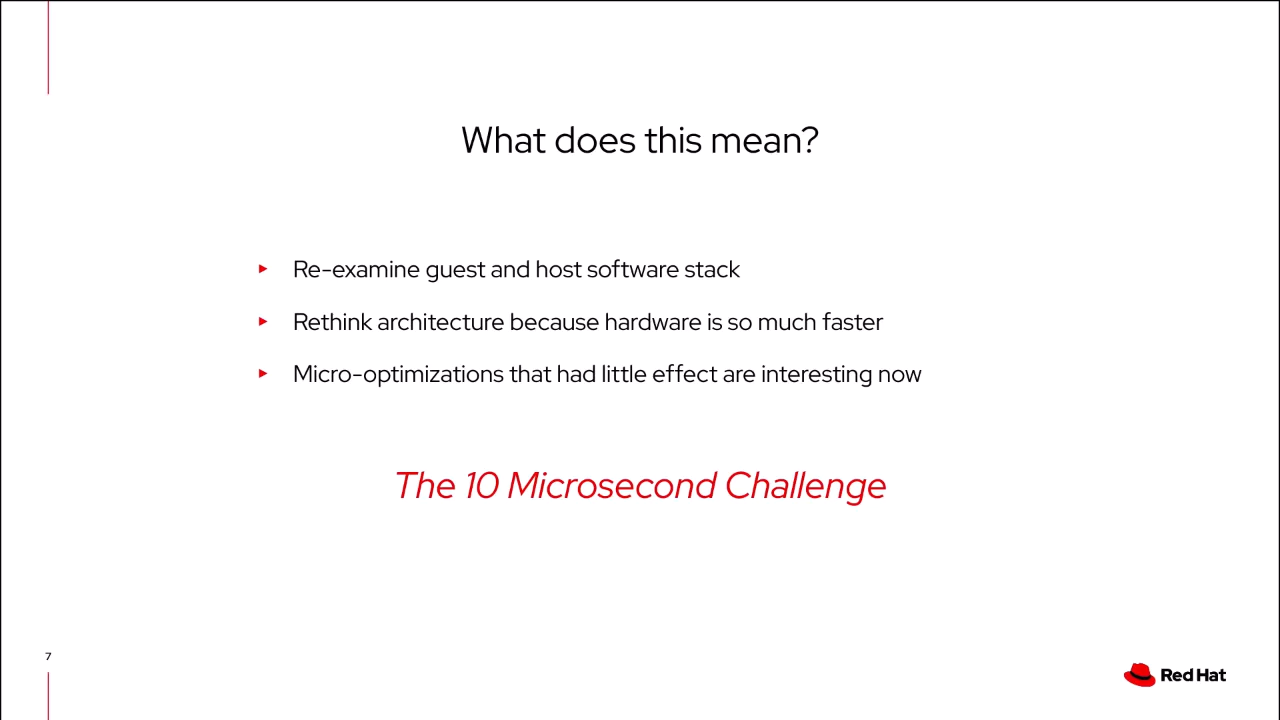 What does this mean?
Re-examine guest and host software stack
Rethink architecture because hardware is so much faster
Micro-optimizations that had little effect are interesting now
The 10 Microsecond Challenge
7
Red Hat